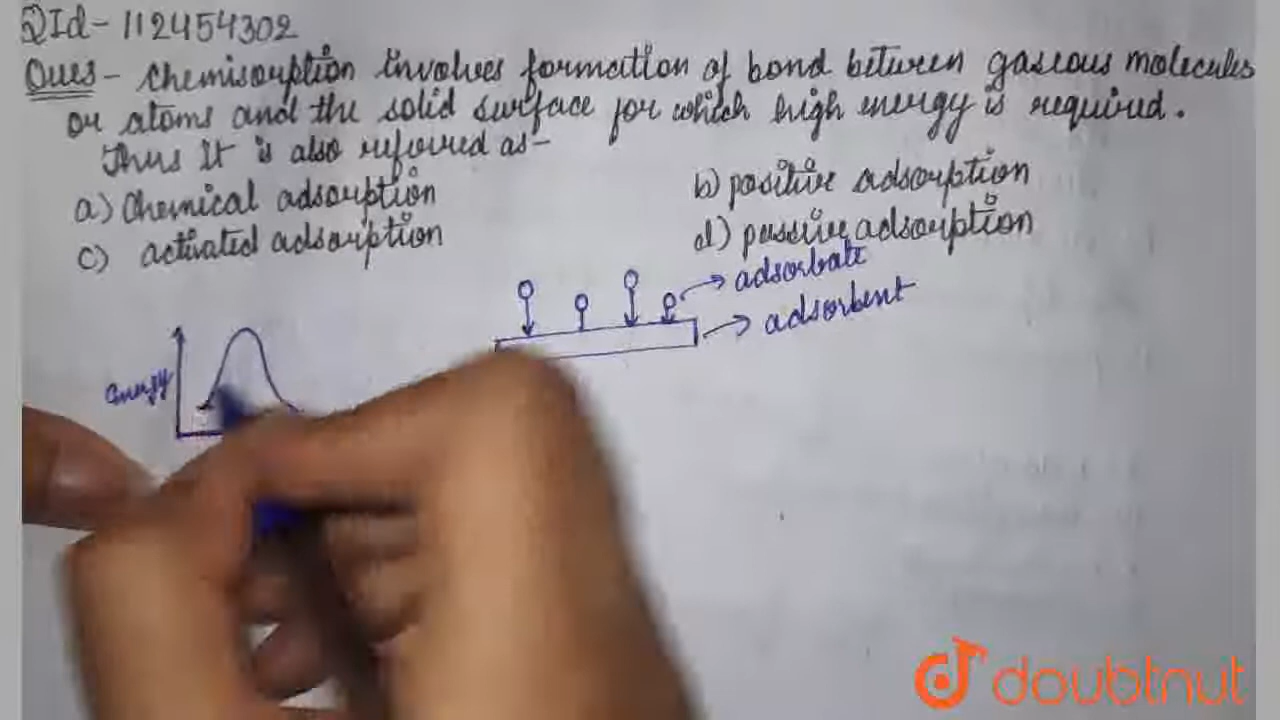 QId- 112454302
Ques - Chemisorption involves formation of bond between gaseous molecules
or atoms and the solid surface for which high energy is required.
Thus It is also referred as-
a) Chemical adsorption
b) positive adsorption
c) activated adsorption
d) passive adsorption
adsorbate
adsorbent
Energy
doubtnut